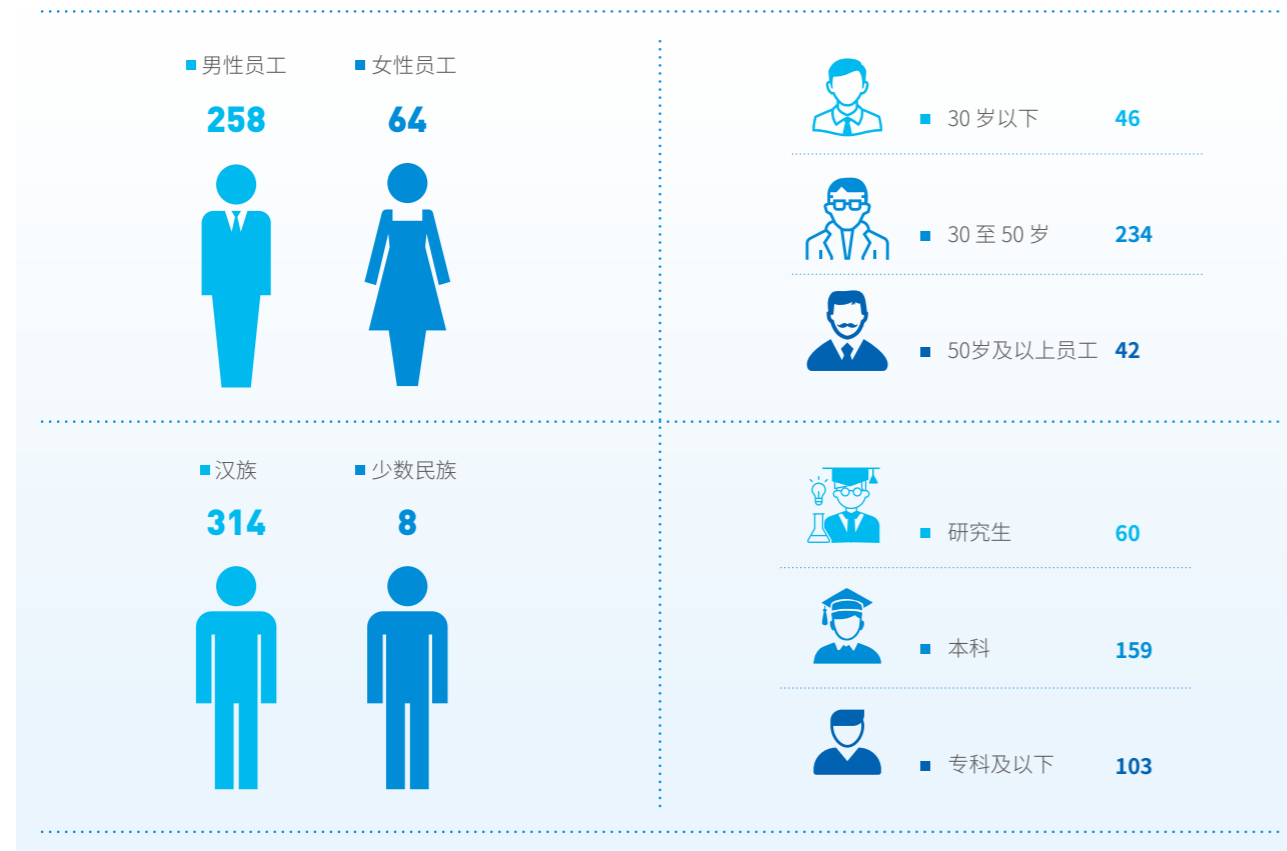 男性员工
女性员工
258
64
30 岁以下
46
30 至 50 岁
234
50岁及以上员工
42
汉族
少数民族
314
8
研究生
60
本科
159
专科及以下
103